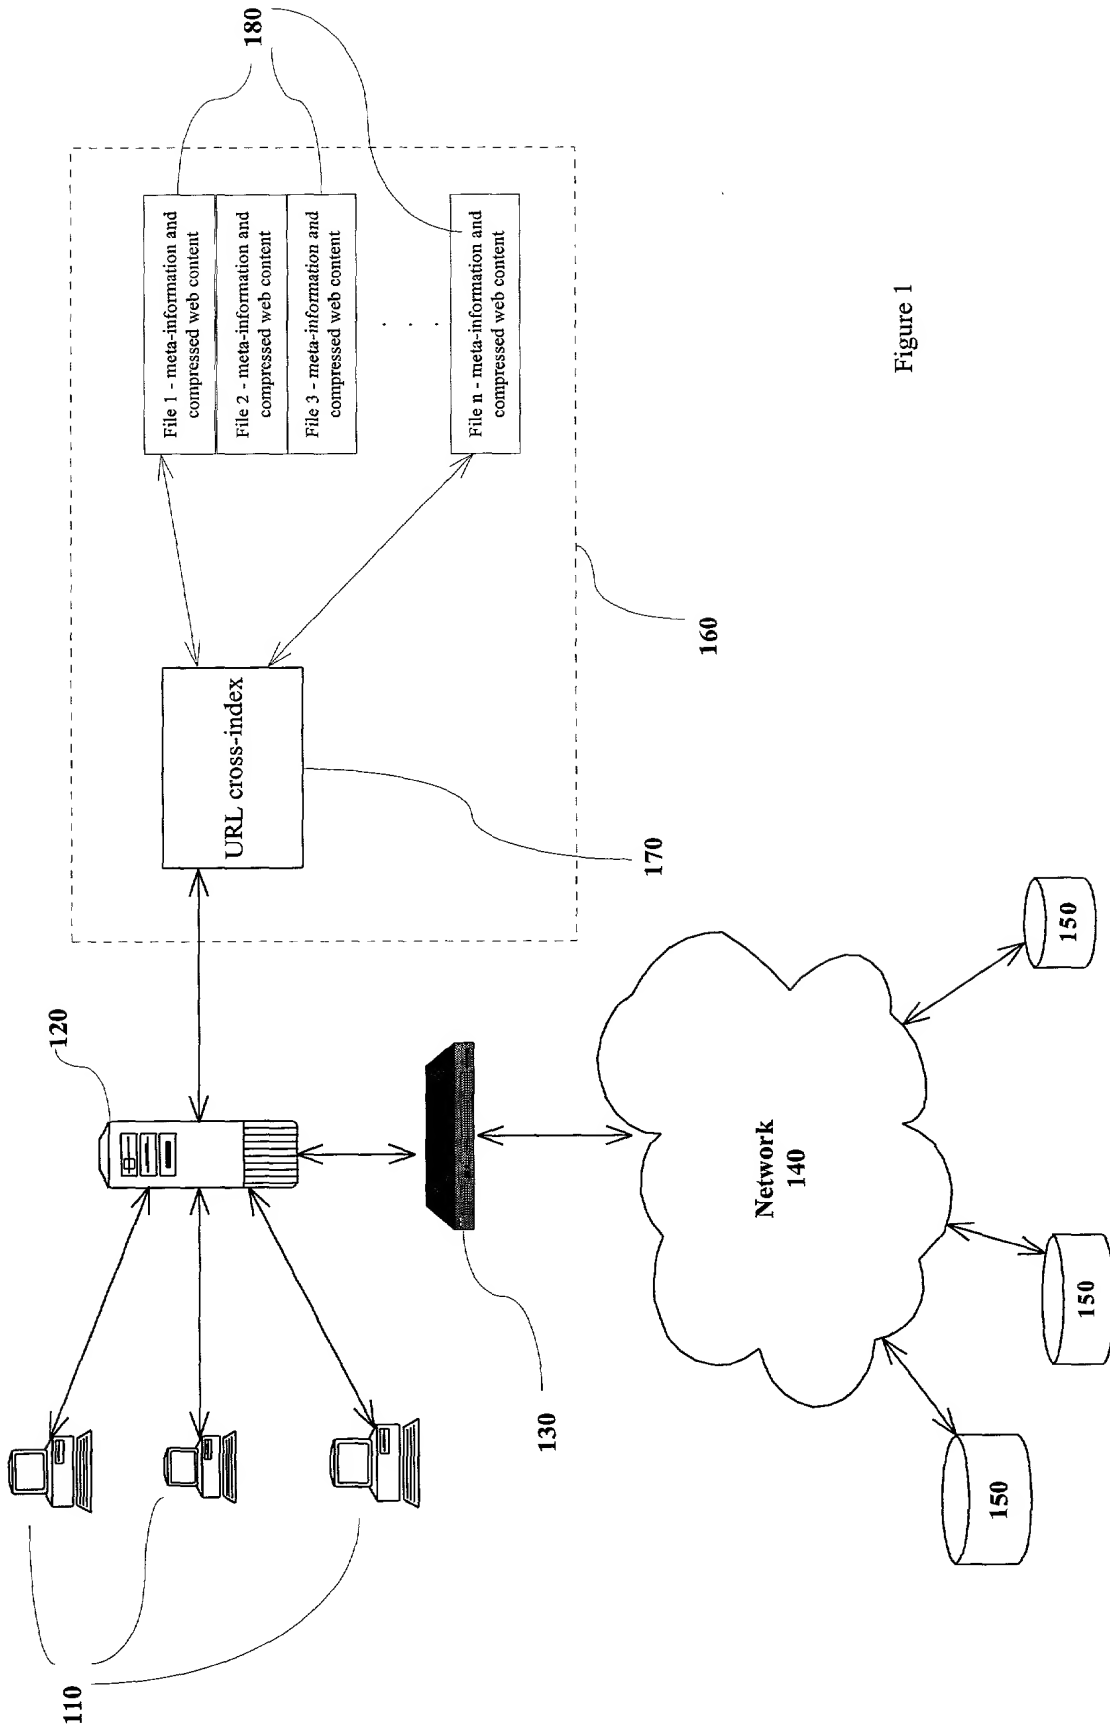 110
120
130
Network
140
150
150
150
160
URL cross-index
170
180
File 1 - meta-information and
compressed web content
File 2 - meta-information and
compressed web content
File 3 - meta-information and
compressed web content
. . . .
File n - meta-information and
compressed web content
Figure 1